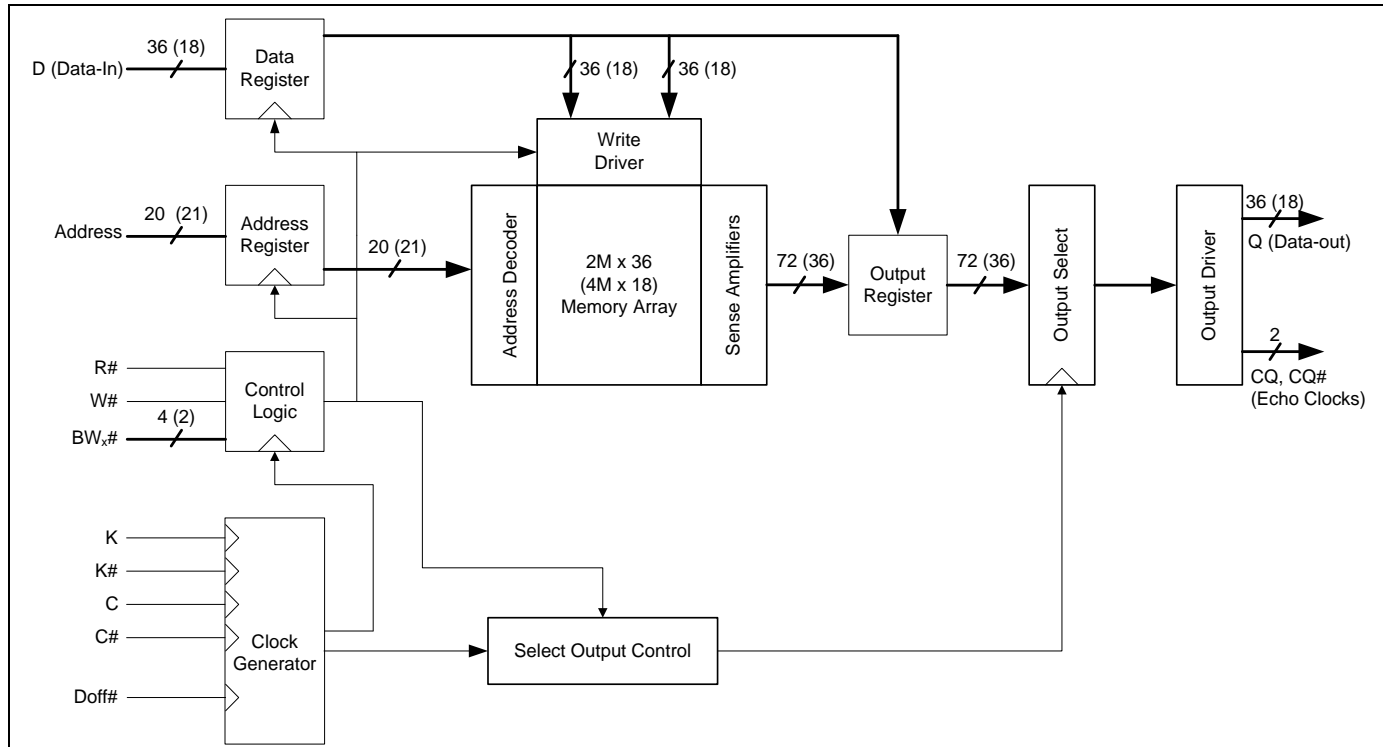 36 (18)
D (Data-In)
Data
Register
36 (18)
36 (18)
Write
Driver
20 (21)
Address
Address
Register
20 (21)
Address Decoder
2M x 36
(4M x 18)
Memory Array
Sense Amplifiers
72 (36)
Output
Register
72 (36)
Output Select
Output Driver
36 (18)
Q (Data-out)
2
CQ, CQ#
(Echo Clocks)
R#
W#
4 (2)
BWx#
Control
Logic
K
K#
C
C#
Doff#
Clock
Generator
Select Output Control